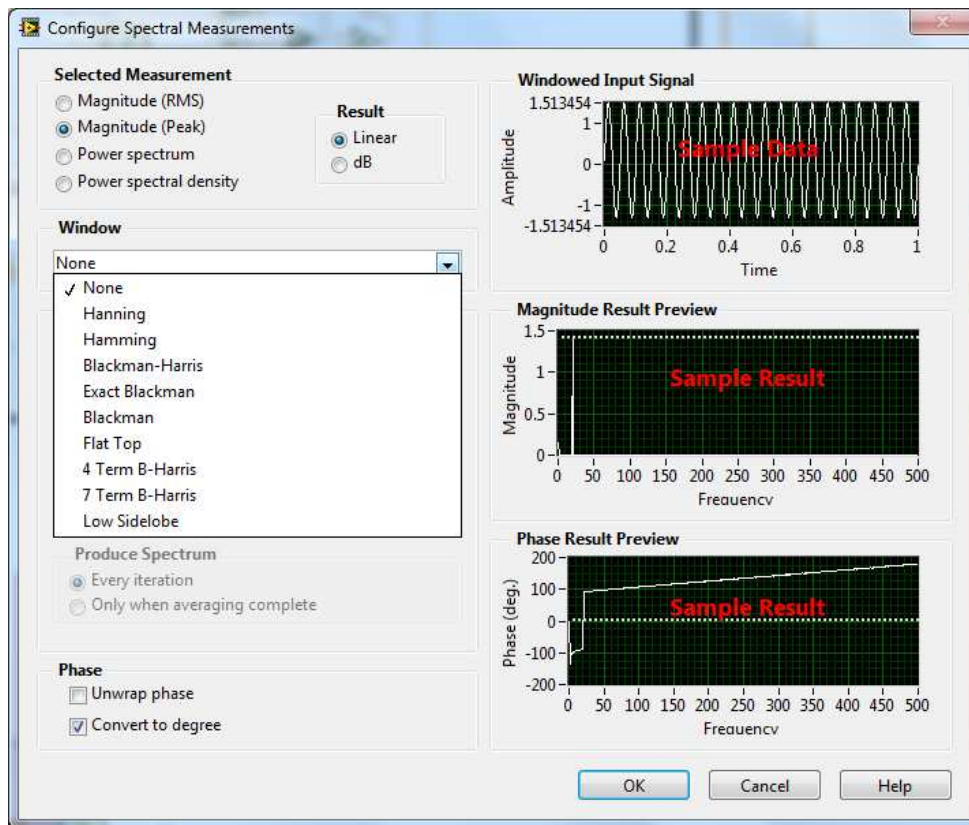 Configure Spectral Measurements
Selected Measurement
Magnitude (RMS)
Magnitude (Peak)
Power spectrum
Power spectral density
Result
Linear
dB
Window
None
None
Hanning
Hamming
Blackman-Harris
Exact Blackman
Blackman
Flat Top
4 Term B-Harris
7 Term B-Harris
Low Sidelobe
Produce Spectrum
Every iteration
Only when averaging complete
Phase
Unwrap phase
Convert to degree
Windowed Input Signal
Amplitude
1.513454
1
0
-1
-1.513454
Sample Data
0 0.2 0.4 0.6 0.8 1
Time
Magnitude Result Preview
Magnitude
1.5
1
0.5
0
Sample Result
0 50 100 150 200 250 300 350 400 450 500
Frequency
Phase Result Preview
Phase (deg.)
200
100
0
-100
-200
Sample Result
0 50 100 150 200 250 300 350 400 450 500
Frequency
OK Cancel Help